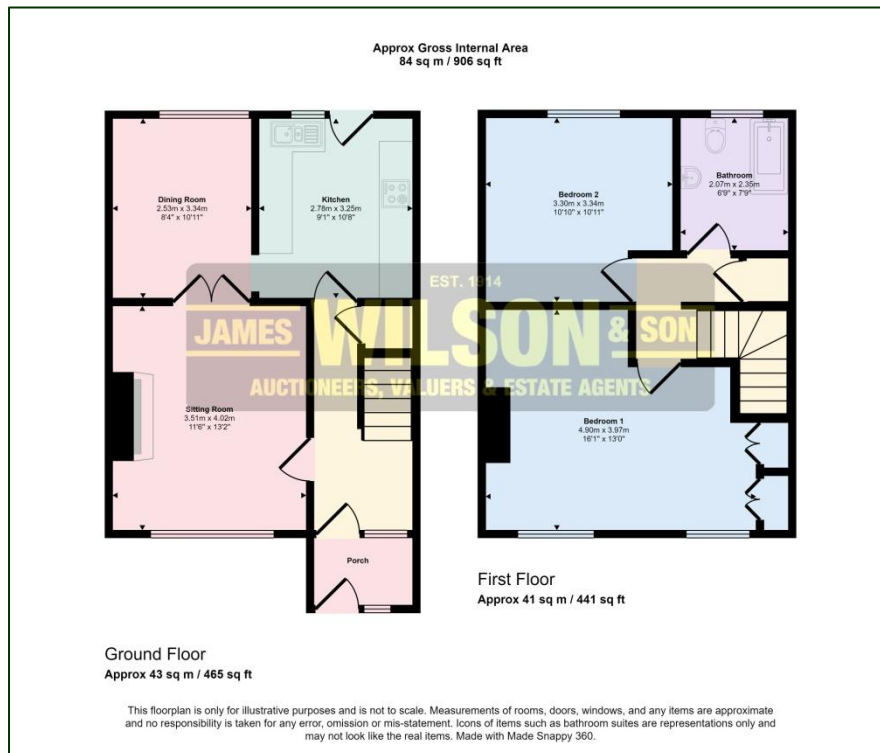 Approx Gross Internal Area
84 sq m / 906 sq ft
Dining Room
2.53m x 3.34m
8'4" x 10'11"
Kitchen
2.78m x 3.25m
9'1" x 10'8"
Bedroom 2
3.30m x 3.34m
10'10" x 10'11"
Bathroom
2.07m x 2.35m
6'9" x 7'9"
EST. 1914
JAMES WILSON & SON
AUCTIONEERS, VALUERS & ESTATE AGENTS
Sitting Room
3.51m x 4.02m
11'6" x 13'2"
Bedroom 1
4.90m x 3.97m
16'1" x 13'0"
Porch
First Floor
Approx 41 sq m / 441 sq ft
Ground Floor
Approx 43 sq m / 465 sq ft
This floorplan is only for illustrative purposes and is not to scale. Measurements of rooms, doors, windows, and any items are approximate
and no responsibility is taken for any error, omission or mis-statement. Icons of items such as bathroom suites are representations only and
may not look like the real items. Made with Made Snappy 360.